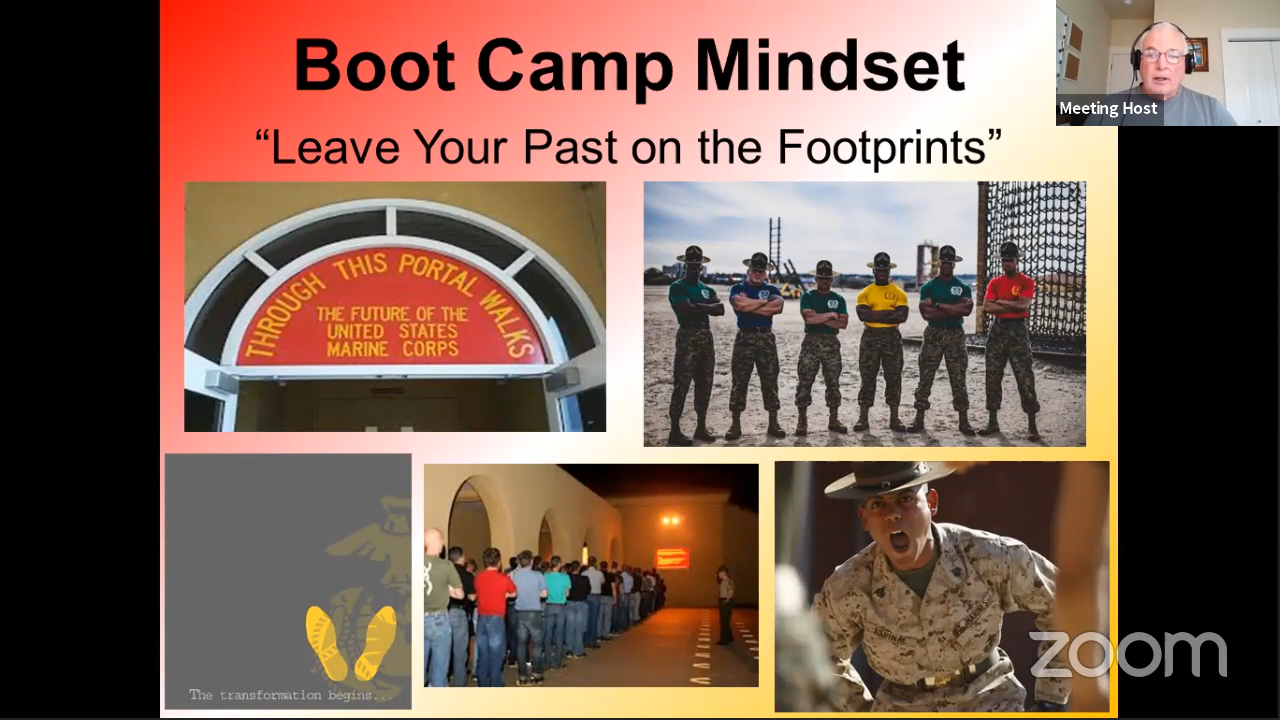 Boot Camp Mindset
“Leave Your Past on the Footprints”
Meeting Host
THROUGH THIS PORTAL WALKS
THE FUTURE OF THE
UNITED STATES
MARINE CORPS
The transformation begins...
zoom